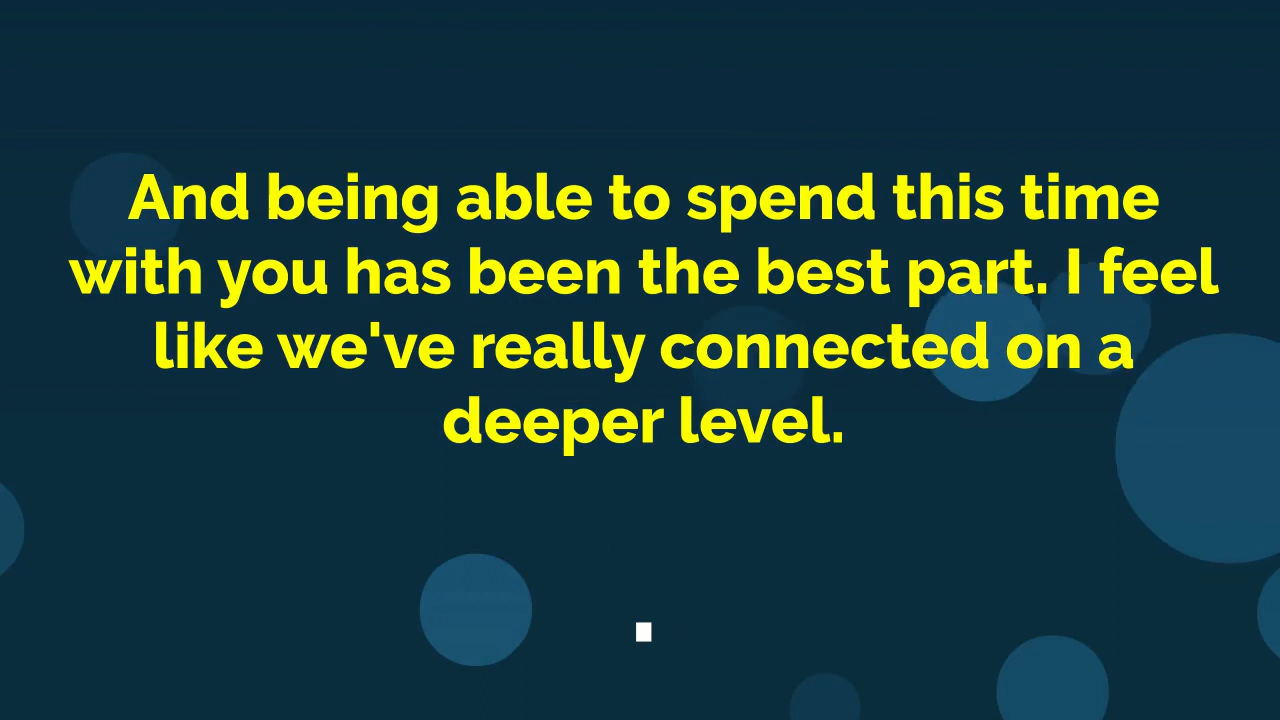 And being able to spend this time
with you has been the best part. I feel
like we've really connected on a
deeper level.